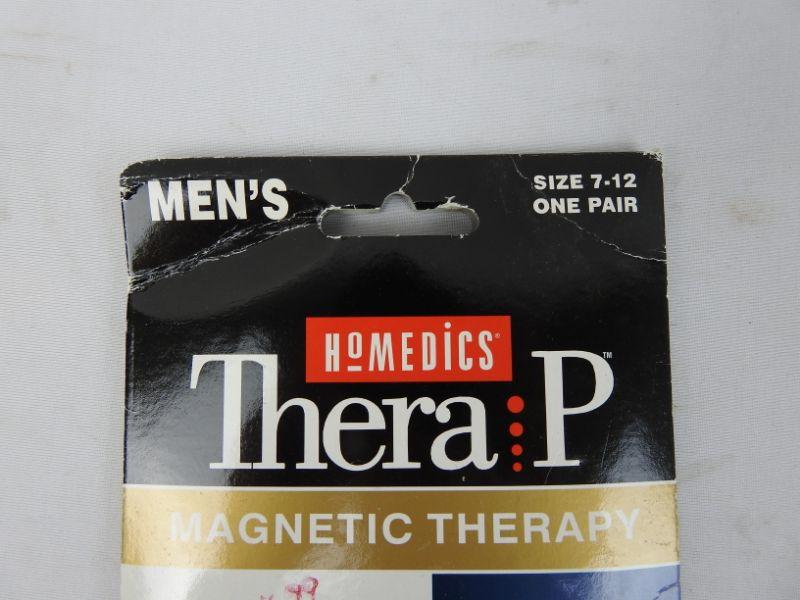 MEN'S
SIZE 7-12
ONE PAIR
HOMEDICS®
Thera P™
MAGNETIC THERAPY